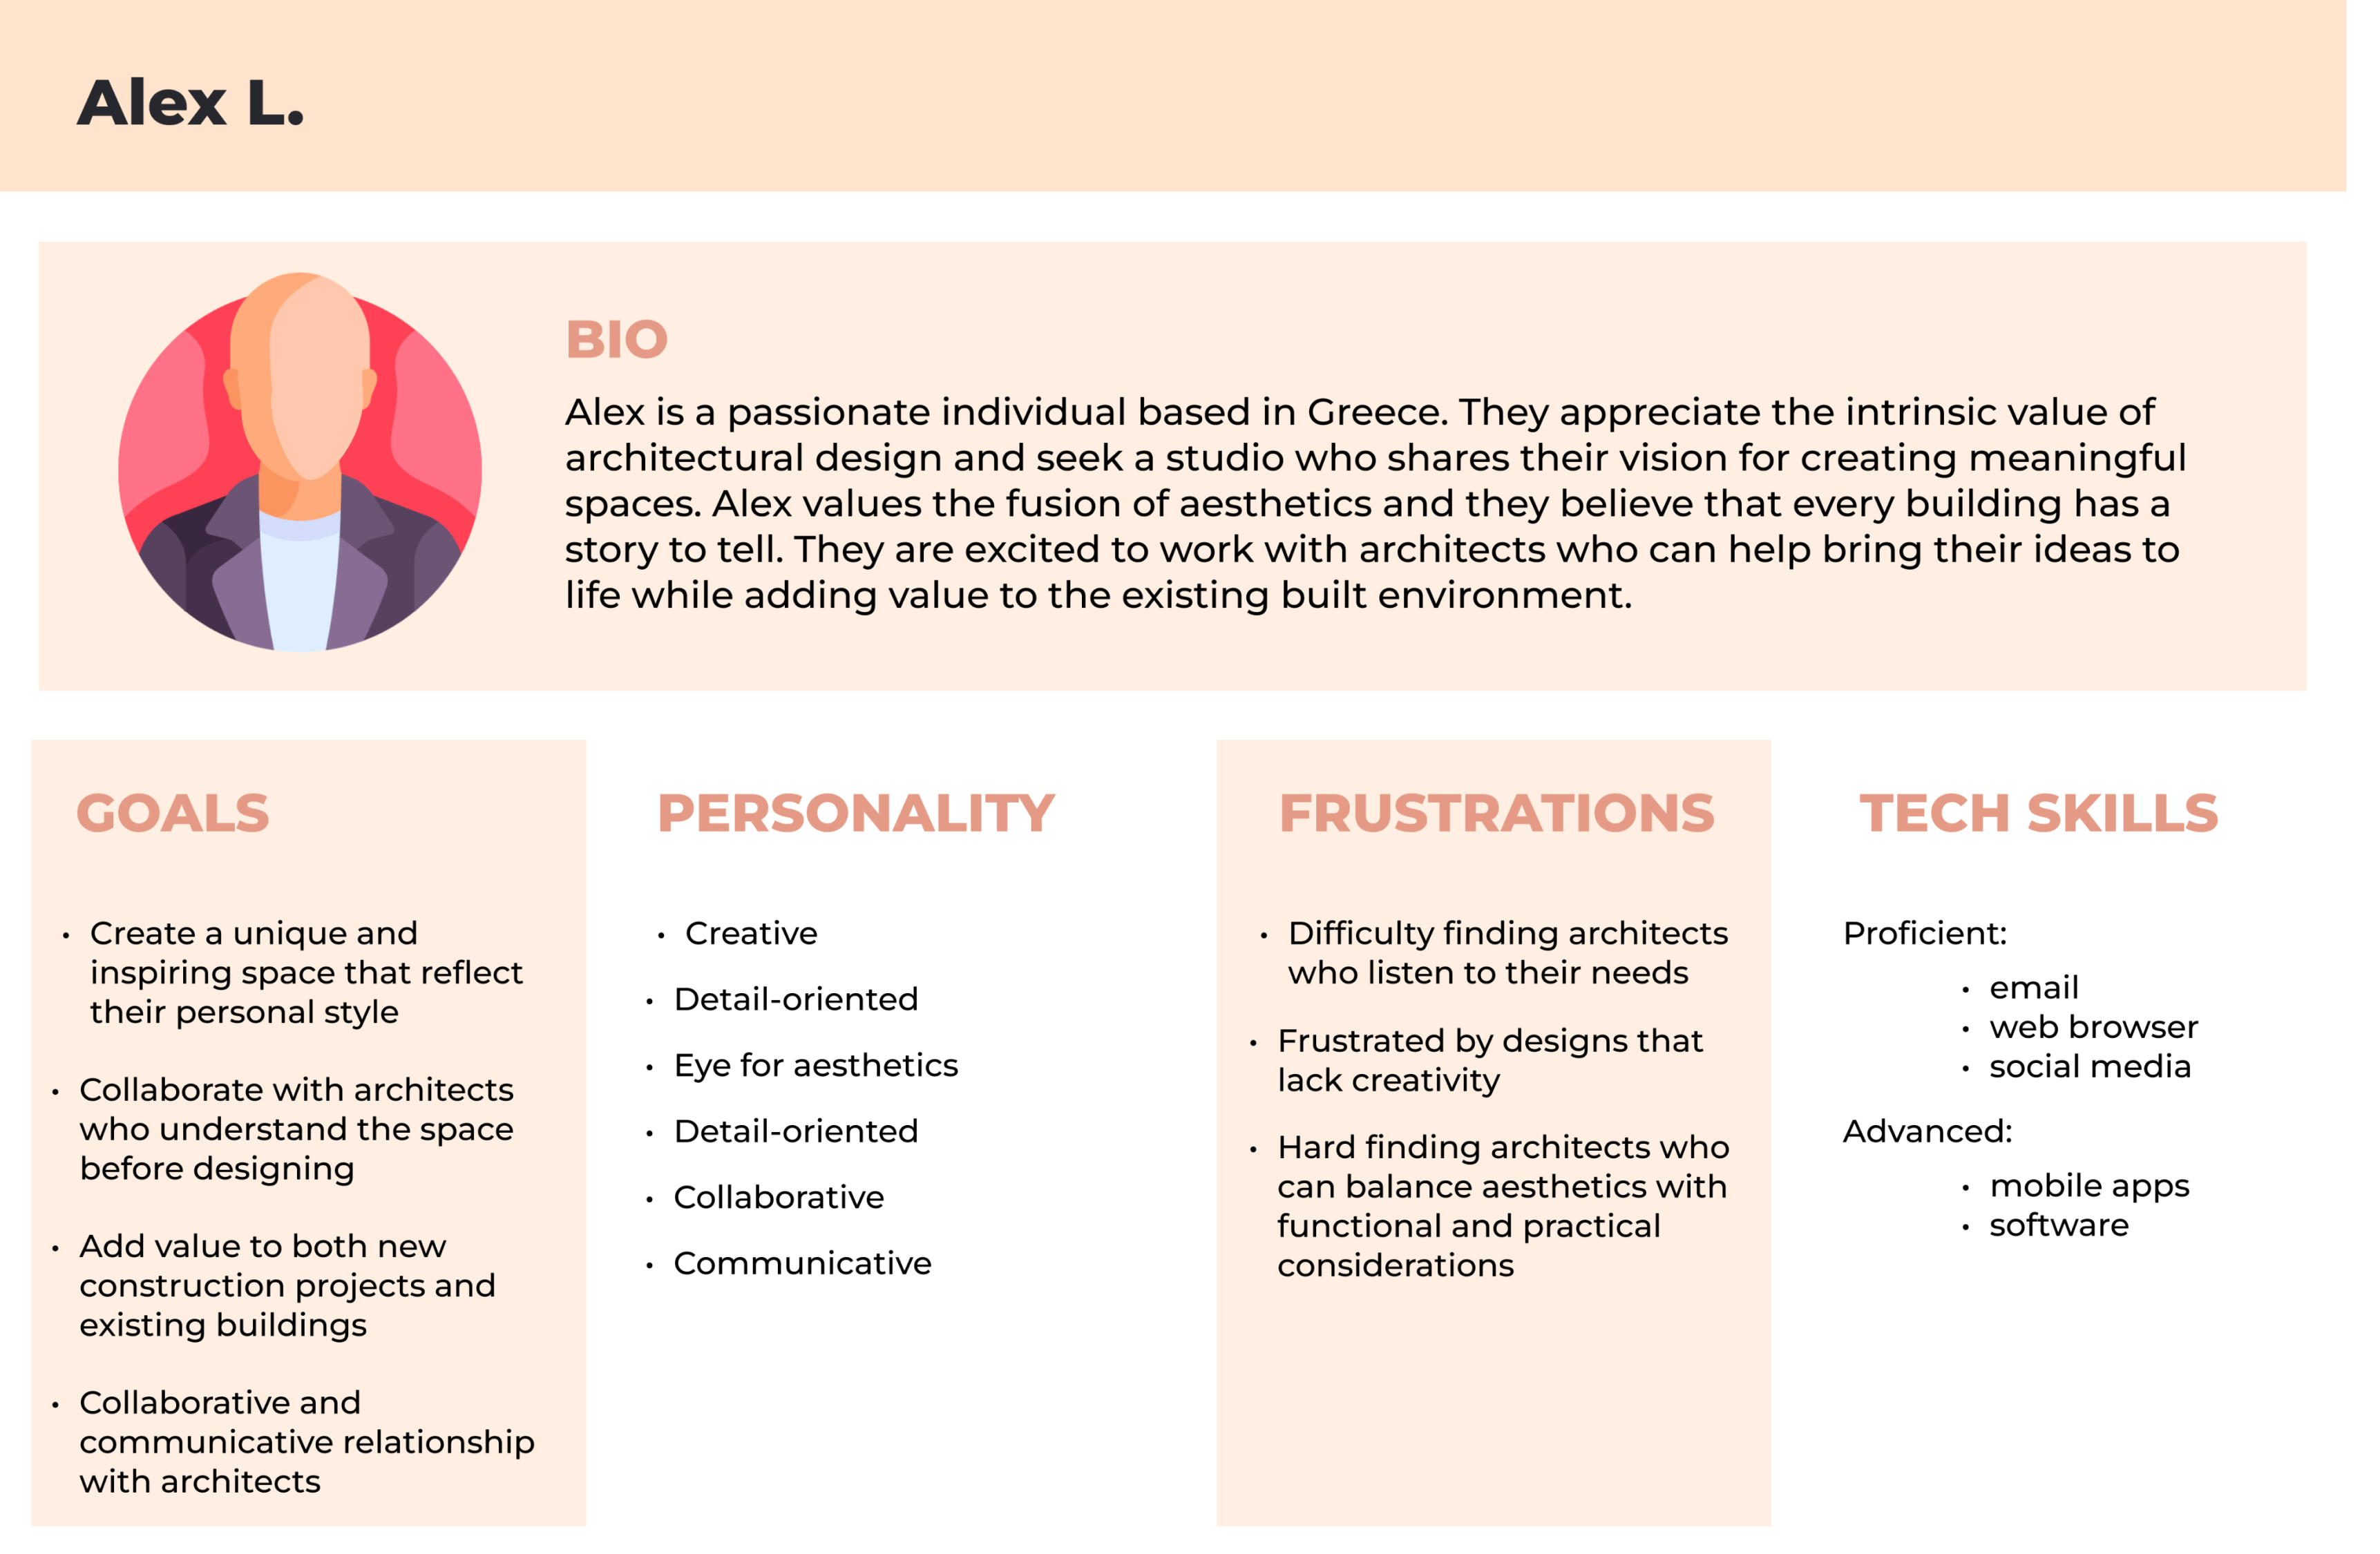 Alex L.
BIO
Alex is a passionate individual based in Greece. They appreciate the intrinsic value of
architectural design and seek a studio who shares their vision for creating meaningful
spaces. Alex values the fusion of aesthetics and they believe that every building has a
story to tell. They are excited to work with architects who can help bring their ideas to
life while adding value to the existing built environment.
GOALS
• Create a unique and
inspiring space that reflect
their personal style
• Collaborate with architects
who understand the space
before designing
• Add value to both new
construction projects and
existing buildings
• Collaborative and
communicative relationship
with architects
PERSONALITY
• Creative
• Detail-oriented
• Eye for aesthetics
• Detail-oriented
• Collaborative
• Communicative
FRUSTRATIONS
• Difficulty finding architects
who listen to their needs
• Frustrated by designs that
lack creativity
• Hard finding architects who
can balance aesthetics with
functional and practical
considerations
TECH SKILLS
Proficient:
• email
• web browser
• social media
Advanced:
• mobile apps
• software